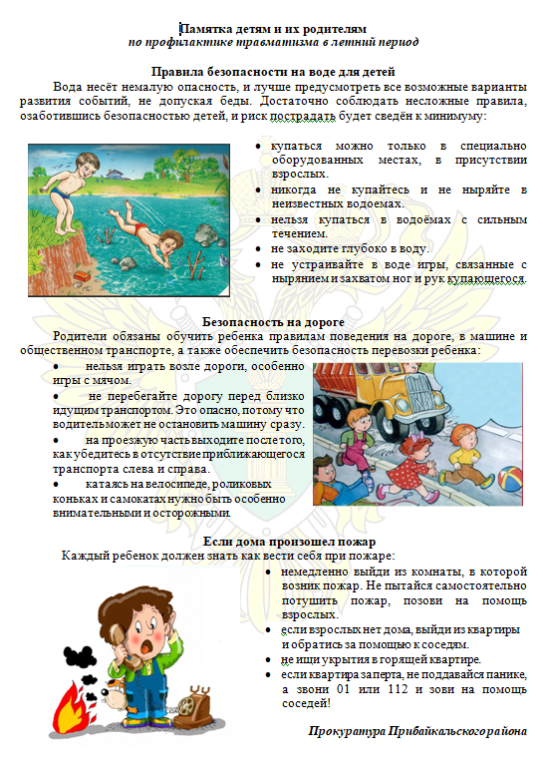 Памятка детям и их родителям
по профилактике травматизма в летний период
Правила безопасности на воде для детей
Вода несёт немалую опасность, и лучше предусмотреть все возможные варианты
развития событий, не допуская беды. Достаточно соблюдать несложные правила,
озаботившись безопасностью детей, и риск пострадать будет сведён к минимуму:
• купаться можно только в специально
оборудованных местах, в присутствии
взрослых.
• никогда не купайтесь и не ныряйте в
неизвестных водоемах.
• нельзя купаться в водоёмах с сильным
течением.
• не заходите глубоко в воду.
• не устраивайте в воде игры, связанные с
нырянием и захватом ног и рук купающегося.
Безопасность на дороге
Родители обязаны обучить ребенка правилам поведения на дороге, в машине и
общественном транспорте, а также обеспечить безопасность перевозки ребенка:
• нельзя играть возле дороги, особенно
игры с мячом.
• не перебегайте дорогу перед близко
идущим транспортом. Это опасно, потому что
водитель может не остановить машину сразу.
• на проезжую часть выходите после того,
как убедитесь в отсутствие приближающегося
транспорта слева и справа.
• катаясь на велосипеде, роликовых
коньках и самокатах нужно быть особенно
внимательными и осторожными.
Если дома произошел пожар
Каждый ребенок должен знать как вести себя при пожаре:
• немедленно выйди из комнаты, в которой
возник пожар. Не пытайся самостоятельно
потушить пожар, позови на помощь
взрослых.
• если взрослых нет дома, выйди из квартиры
и обратись за помощью к соседям.
• не ищи укрытия в горящей квартире.
• если квартира заперта, не поддавайся панике,
а звони 01 или 112 и зови на помощь
соседей!
Прокуратура Прибайкальского района